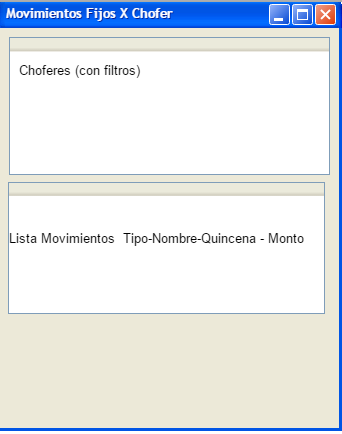 Movimientos Fijos X Chofer
Choferes (con filtros)
Lista Movimientos  Tipo-Nombre-Quincena - Monto